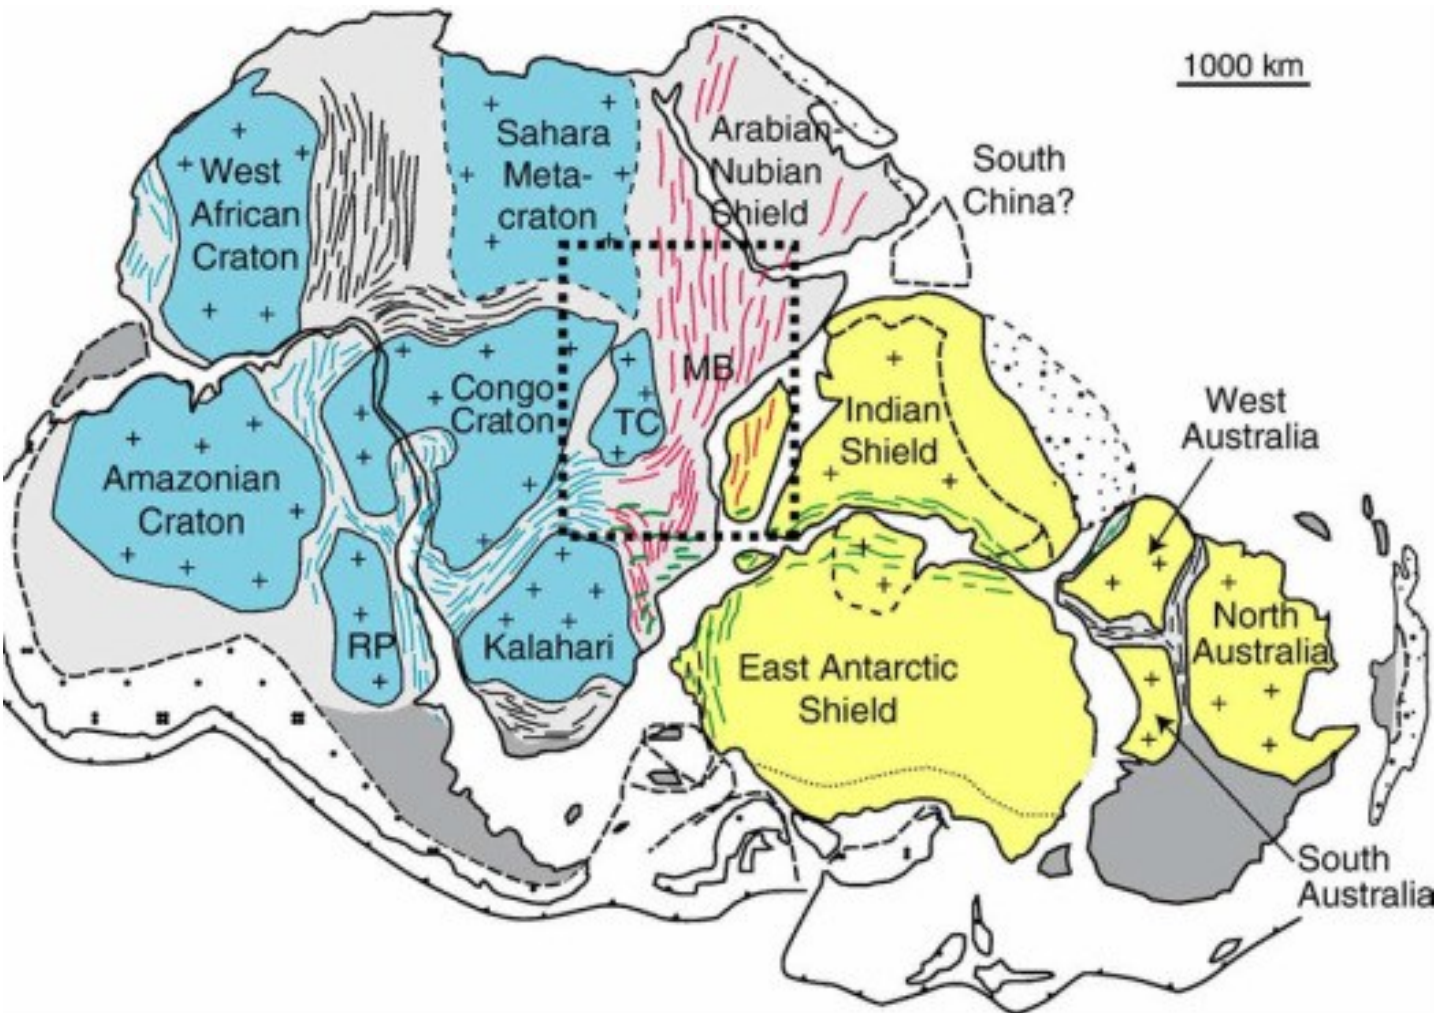 1000 km
Sahara
Meta-
craton
Arabian-
Nubian
Shield
South
China?
West
African
Craton
MB
Congo
Craton
TC
Indian
Shield
West
Australia
Amazonian
Craton
RP
Kalahari
East Antarctic
Shield
North
Australia
South
Australia